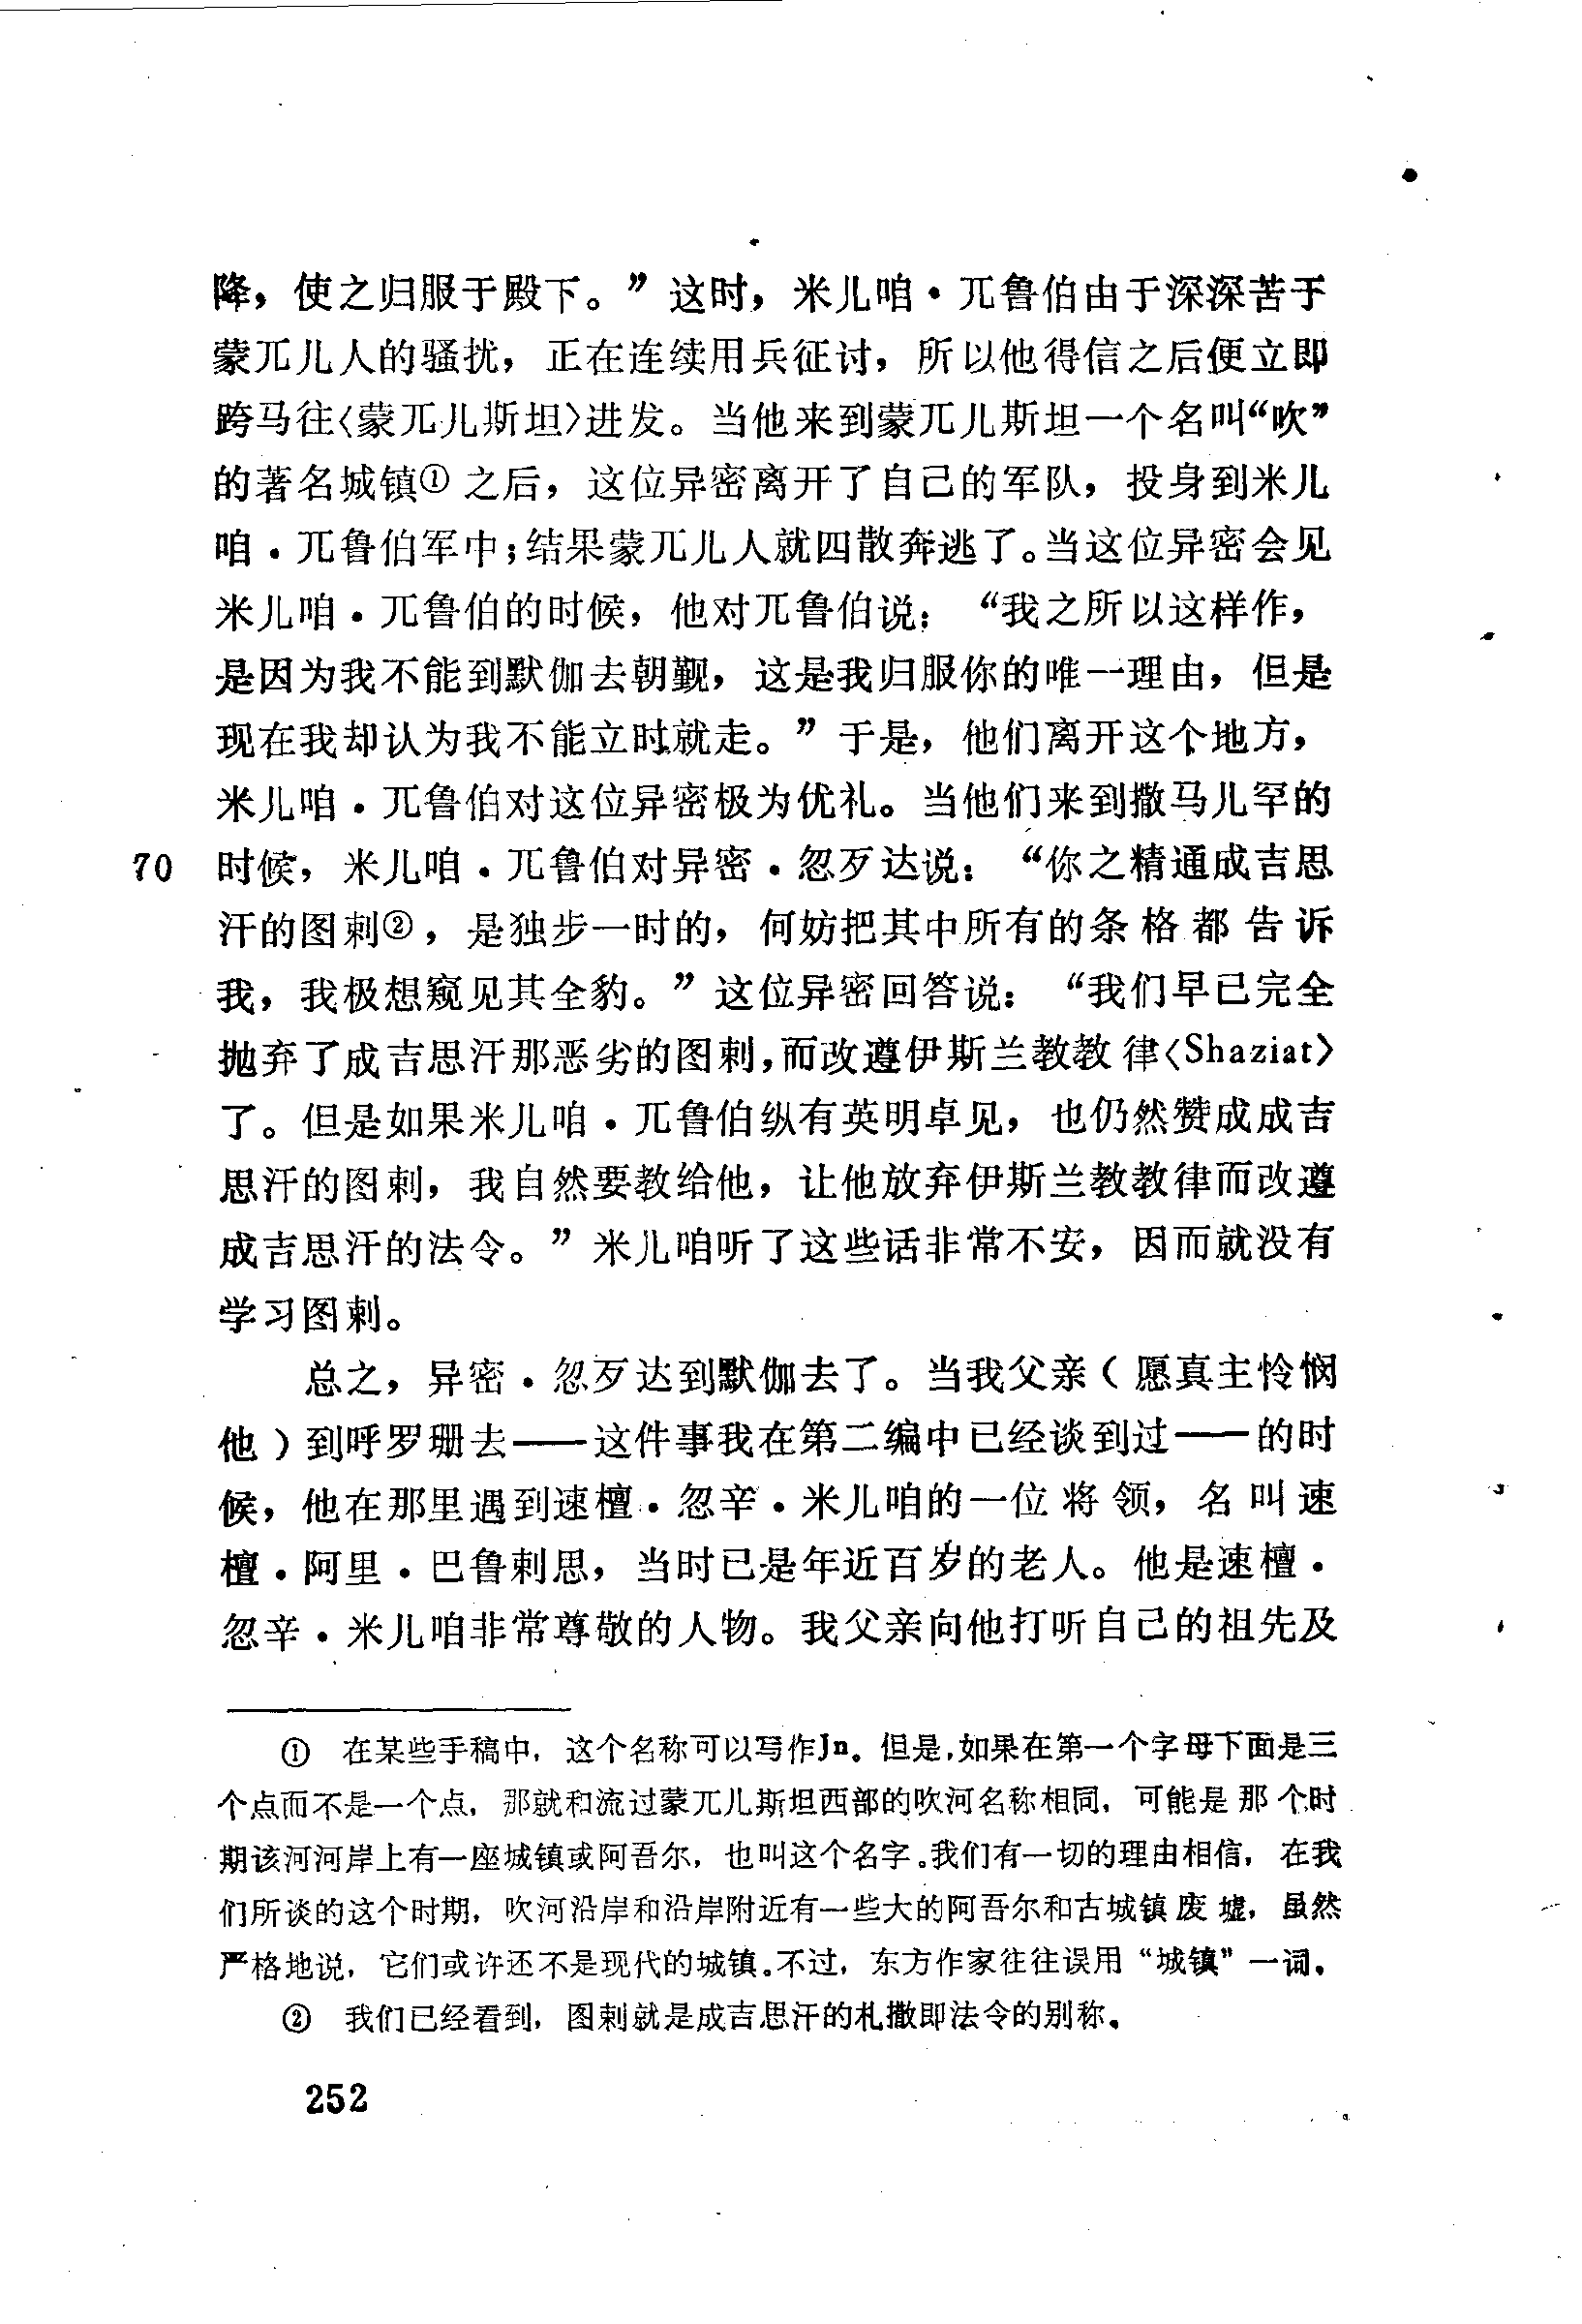 降，使之归服于殿下。”这时，米儿咱·兀鲁伯由于深深苦于
蒙兀儿人的骚扰，正在连续用兵征讨，所以他得信之后便立即
跨马往〈蒙兀儿斯坦〉进发。当他来到蒙兀儿斯坦一个名叫“吹”
的著名城镇①之后，这位异密离开了自己的军队，投身到米儿
咱·兀鲁伯军中；结果蒙兀儿人就四散奔逃了。当这位异密会见
米儿咱·兀鲁伯的时候，他对兀鲁伯说：“我之所以这样作，
是因为我不能到默伽去朝觐，这是我归服你的唯一理由，但是
现在我却认为我不能立时就走。”于是，他们离开这个地方，
米儿咱·兀鲁伯对这位异密极为优礼。当他们来到撒马儿罕的
70 时候，米儿咱·兀鲁伯对异密·忽歹达说：“你之精通成吉思
汗的图剌②，是独步一时的，何妨把其中所有的条格都告诉
我，我极想窥见其全豹。”这位异密回答说：“我们早已完全
抛弃了成吉思汗那恶劣的图剌，而改遵伊斯兰教教律〈Shaziat〉
了。但是如果米儿咱·兀鲁伯纵有英明卓见，也仍然赞成成吉
思汗的图剌，我自然要教给他，让他放弃伊斯兰教教律而改遵
成吉思汗的法令。”米儿咱听了这些话非常不安，因而就没有
学习图剌。
总之，异密·忽歹达到默伽去了。当我父亲（愿真主怜悯
他）到呼罗珊去——这件事我在第二编中已经谈到过——的时
候，他在那里遇到速檀·忽辛·米儿咱的一位将领，名叫速
檀·阿里·巴鲁剌思，当时已是年近百岁的老人。他是速檀·
忽辛·米儿咱非常尊敬的人物。我父亲向他打听自己的祖先及
① 在某些手稿中，这个名称可以写作Jn。但是，如果在第一个字母下面是三
个点而不是一个点，那就和流过蒙兀儿斯坦西部的吹河名称相同，可能是那个时
期该河河岸上有一座城镇或阿吾尔，也叫这个名字。我们有一切的理由相信，在我
们所谈的这个时期，吹河沿岸和沿岸附近有一些大的阿吾尔和古城镇废墟，虽然
严格地说，它们或许还不是现代的城镇。不过，东方作家往往误用“城镇”一词。
② 我们已经看到，图剌就是成吉思汗的札撒即法令的别称。
252